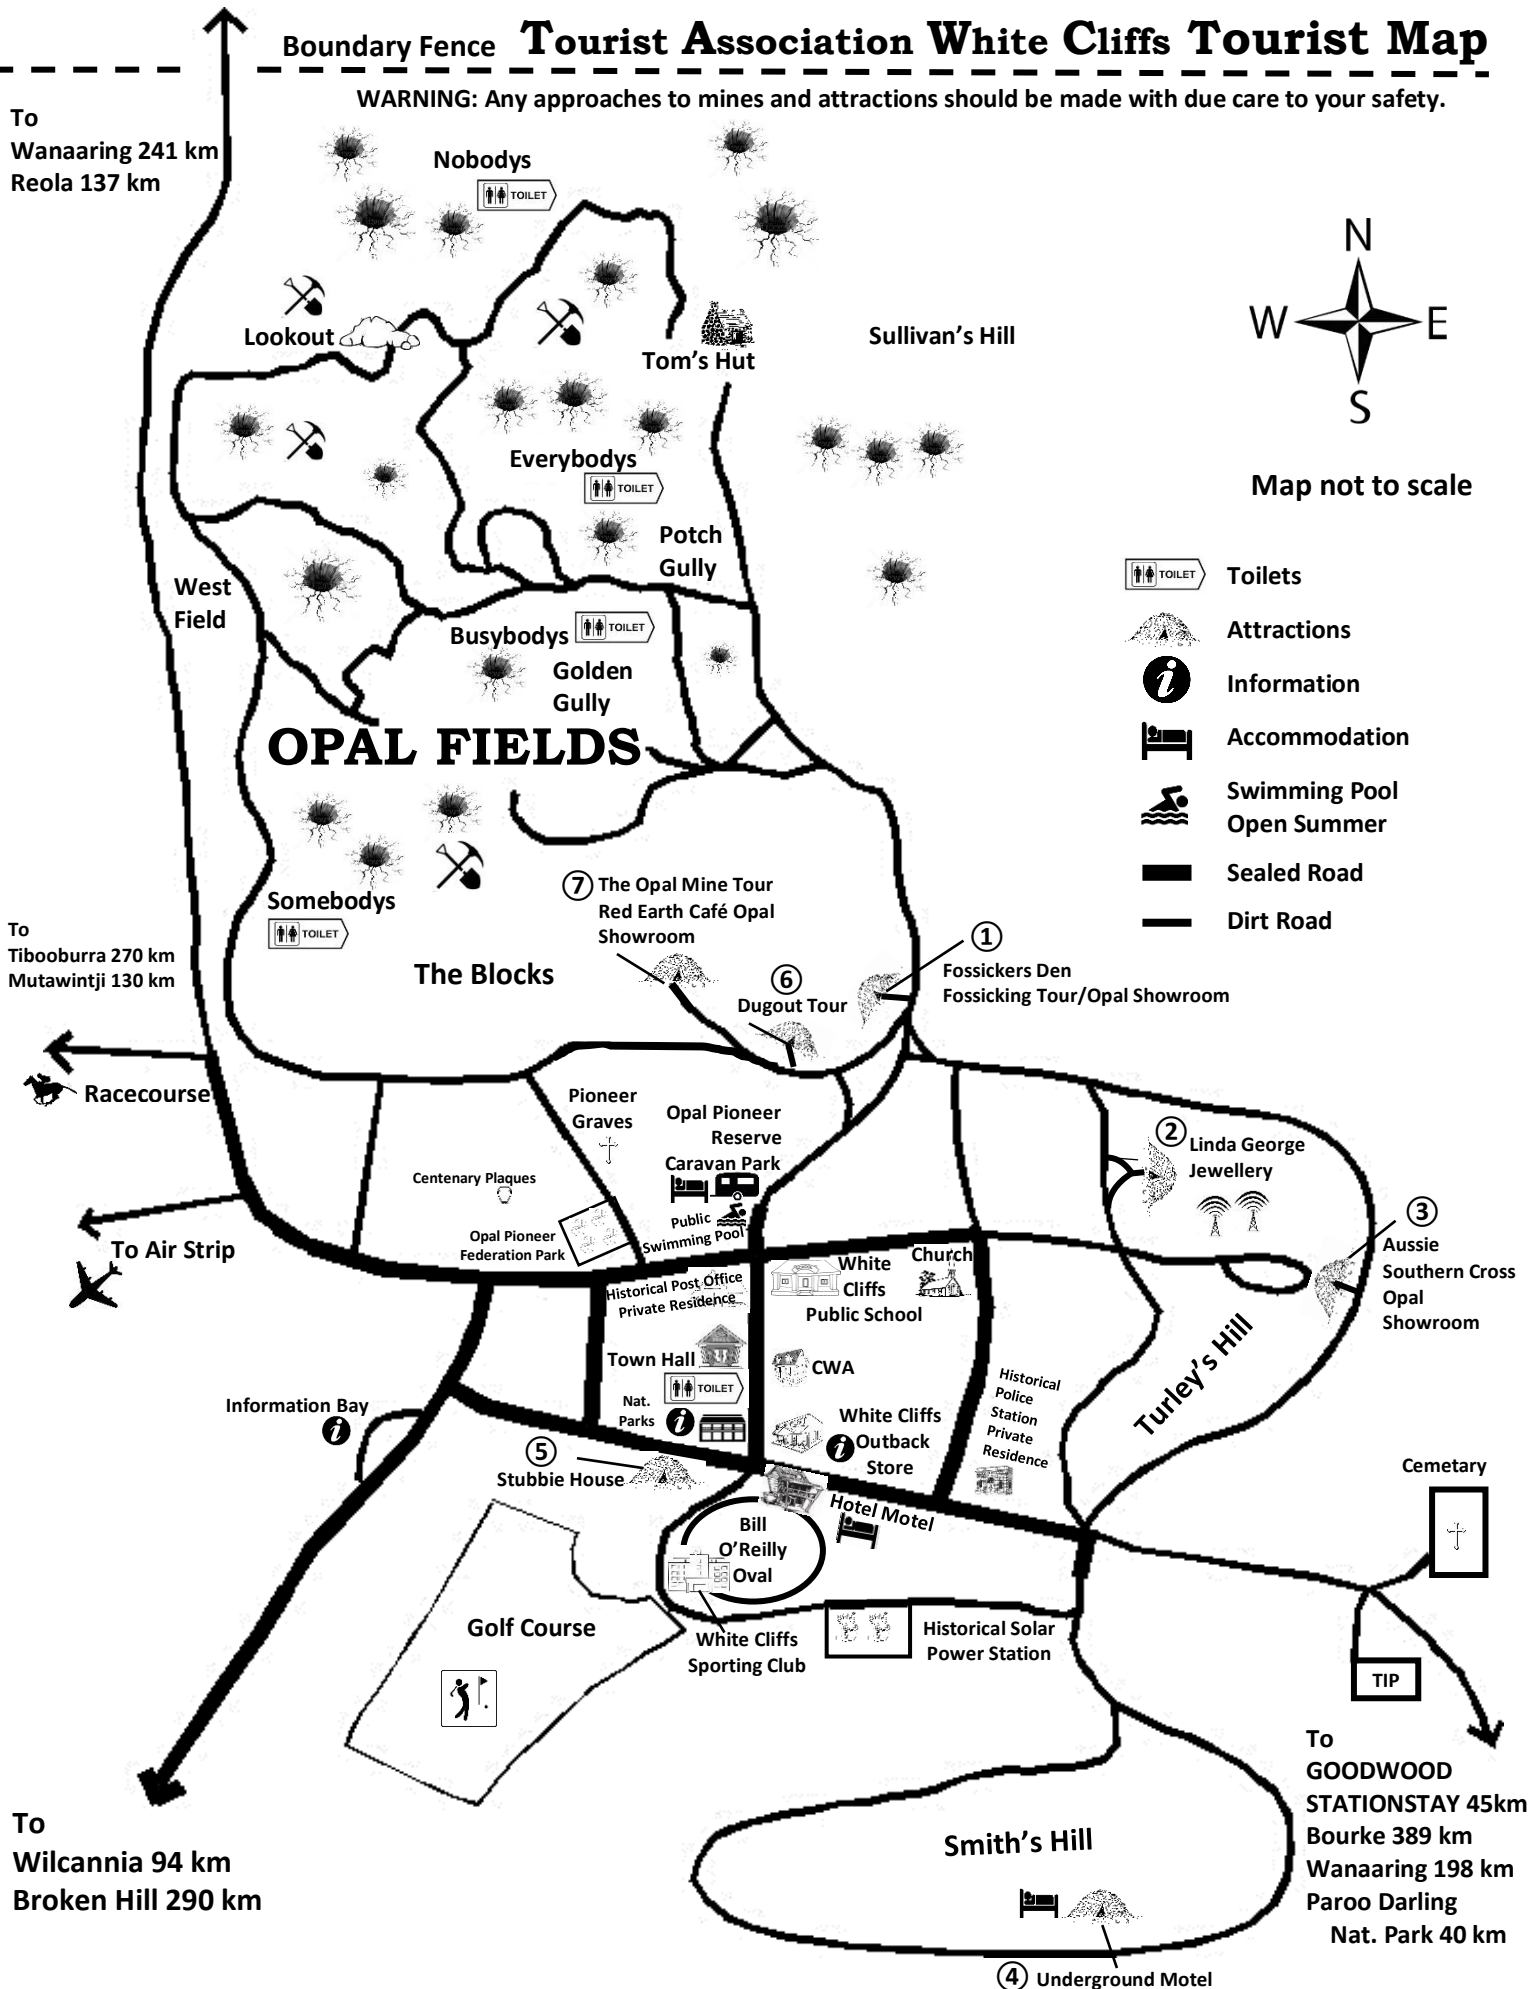 Boundary Fence
Tourist Association White Cliffs Tourist Map
WARNING: Any approaches to mines and attractions should be made with due care to your safety.
To
Wanaaring 241 km
Reola 137 km
Nobodys
TOILET
Lookout
Tom's Hut
Sullivan's Hill
N
W
E
S
Map not to scale
Everybodys
TOILET
Potch
Gully
West
Field
Busybodys
TOILET
Golden
Gully
OPAL FIELDS
TOILET
Toilets
Attractions
i
Information
Accommodation
Swimming Pool
Open Summer
Sealed Road
Dirt Road
Somebodys
TOILET
The Blocks
7 The Opal Mine Tour
Red Earth Café Opal
Showroom
6
Dugout Tour
1
Fossickers Den
Fossicking Tour/Opal Showroom
To
Tibooburra 270 km
Mutawintji 130 km
Racecourse
To Air Strip
Pioneer
Graves
Opal Pioneer
Reserve
Caravan Park
Centenary Plaques
Opal Pioneer
Federation Park
Public
Swimming Pool
2
Linda George
Jewellery
3
Aussie
Southern Cross
Opal
Showroom
Historical Post Office
Private Residence
White
Cliffs
Public School
Church
Town Hall
TOILET
Nat.
Parks
i
CWA
White Cliffs
Outback
Store
i
Historical
Police
Station
Private
Residence
Turley's Hill
Information Bay
i
5
Stubbie House
Hotel Motel
Bill
O'Reilly
Oval
Cemetary
Golf Course
White Cliffs
Sporting Club
Historical Solar
Power Station
TIP
To
GOODWOOD
STATIONSTAY 45km
Bourke 389 km
Wanaaring 198 km
Paroo Darling
Nat. Park 40 km
To
Wilcannia 94 km
Broken Hill 290 km
Smith's Hill
4 Underground Motel